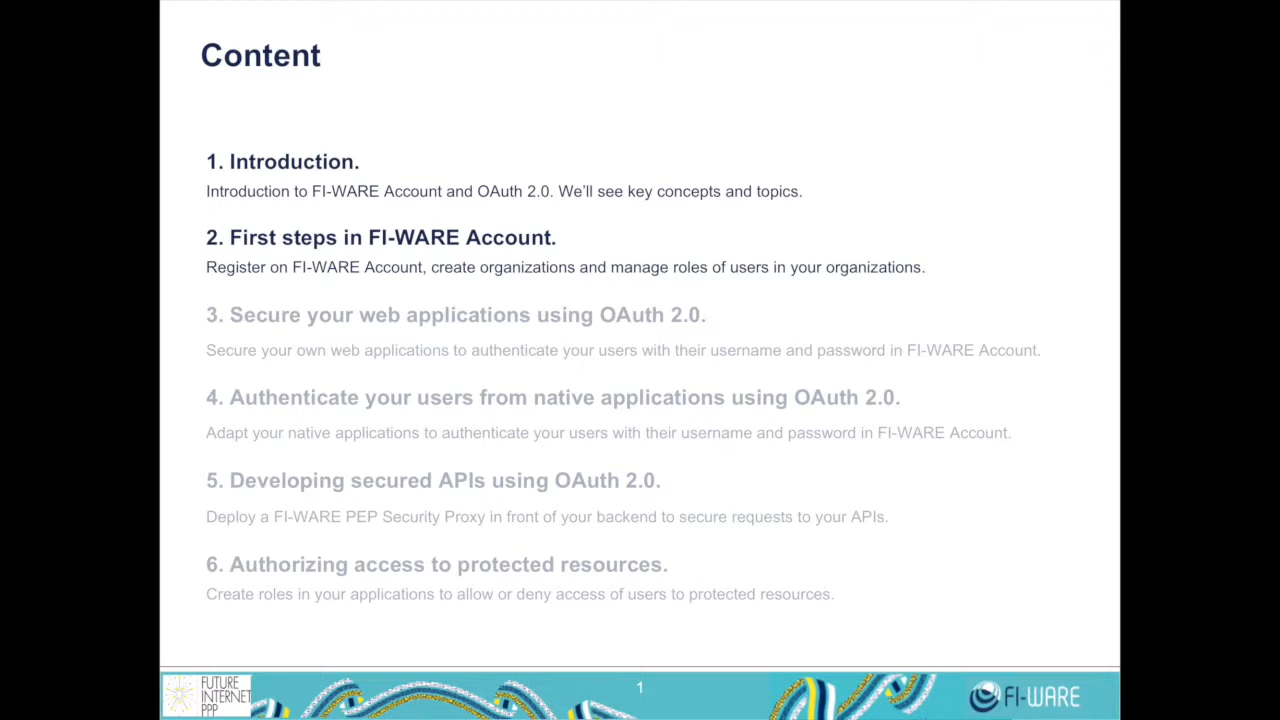 Content
1. Introduction.
Introduction to FI-WARE Account and OAuth 2.0. We’ll see key concepts and topics.
2. First steps in FI-WARE Account.
Register on FI-WARE Account, create organizations and manage roles of users in your organizations.
3. Secure your web applications using OAuth 2.0.
Secure your own web applications to authenticate your users with their username and password in FI-WARE Account.
4. Authenticate your users from native applications using OAuth 2.0.
Adapt your native applications to authenticate your users with their username and password in FI-WARE Account.
5. Developing secured APIs using OAuth 2.0.
Deploy a FI-WARE PEP Security Proxy in front of your backend to secure requests to your APIs.
6. Authorizing access to protected resources.
Create roles in your applications to allow or deny access of users to protected resources.
FUTURE
INTERNET
PPP
1
FI-WARE